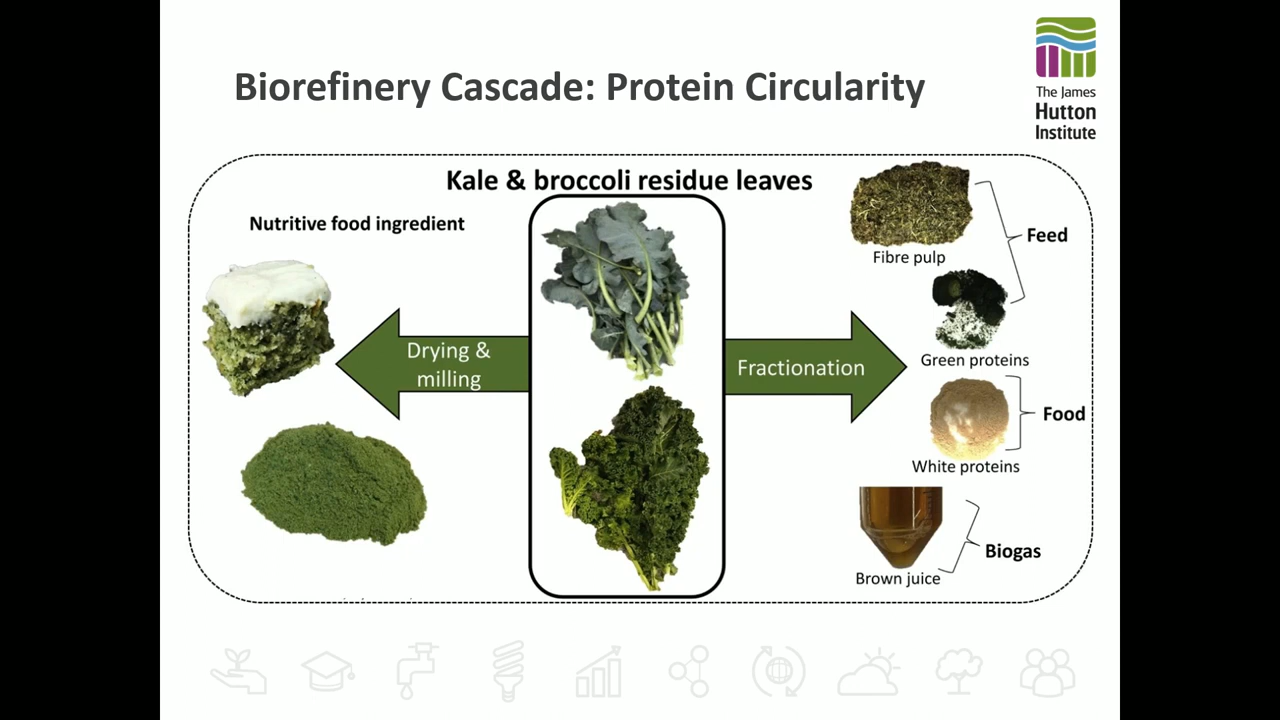 Biorefinery Cascade: Protein Circularity
The James
Hutton
Institute
Kale & broccoli residue leaves
Nutritive food ingredient
Drying &
milling
Fractionation
Fibre pulp
Feed
Green proteins
Food
White proteins
Biogas
Brown juice